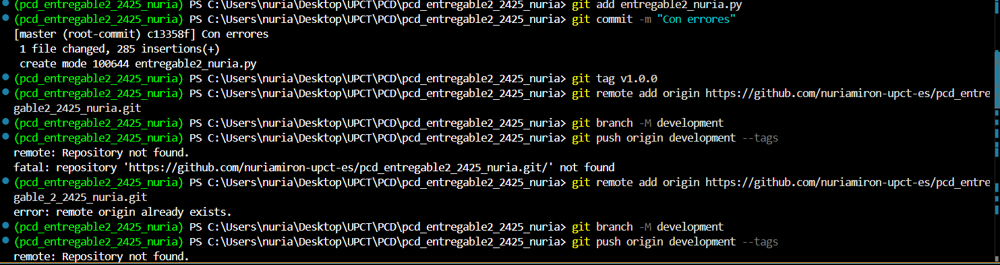 (pcd_entregable2_2425_nuria) PS C:\Users\nuria\Desktop\UPCT\PCD\pcd_entregable2_2425_nuria> git add entregable2_nuria.py
(pcd_entregable2_2425_nuria) PS C:\Users\nuria\Desktop\UPCT\PCD\pcd_entregable2_2425_nuria> git commit -m "Con errores"
[master (root-commit) c13358f] Con errores
 1 file changed, 285 insertions(+)
 create mode 100644 entregable2_nuria.py
(pcd_entregable2_2425_nuria) PS C:\Users\nuria\Desktop\UPCT\PCD\pcd_entregable2_2425_nuria> git tag v1.0.0
(pcd_entregable2_2425_nuria) PS C:\Users\nuria\Desktop\UPCT\PCD\pcd_entregable2_2425_nuria> git remote add origin https://github.com/nuriamiron-upct-es/pcd_entre
gable2_2425_nuria.git
(pcd_entregable2_2425_nuria) PS C:\Users\nuria\Desktop\UPCT\PCD\pcd_entregable2_2425_nuria> git branch -M development
(pcd_entregable2_2425_nuria) PS C:\Users\nuria\Desktop\UPCT\PCD\pcd_entregable2_2425_nuria> git push origin development --tags
remote: Repository not found.
fatal: repository 'https://github.com/nuriamiron-upct-es/pcd_entregable2_2425_nuria.git/' not found
(pcd_entregable2_2425_nuria) PS C:\Users\nuria\Desktop\UPCT\PCD\pcd_entregable2_2425_nuria> git remote add origin https://github.com/nuriamiron-upct-es/pcd_entre
gable_2_2425_nuria.git
error: remote origin already exists.
(pcd_entregable2_2425_nuria) PS C:\Users\nuria\Desktop\UPCT\PCD\pcd_entregable2_2425_nuria> git branch -M development
(pcd_entregable2_2425_nuria) PS C:\Users\nuria\Desktop\UPCT\PCD\pcd_entregable2_2425_nuria> git push origin development --tags
remote: Repository not found.